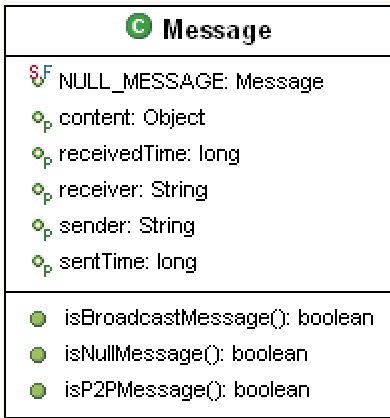 C Message
S F NULL_MESSAGE: Message
P content: Object
P receivedTime: long
P receiver: String
P sender: String
P sentTime: long
isBroadcastMessage(): boolean
isNullMessage(): boolean
isP2PMessage(): boolean